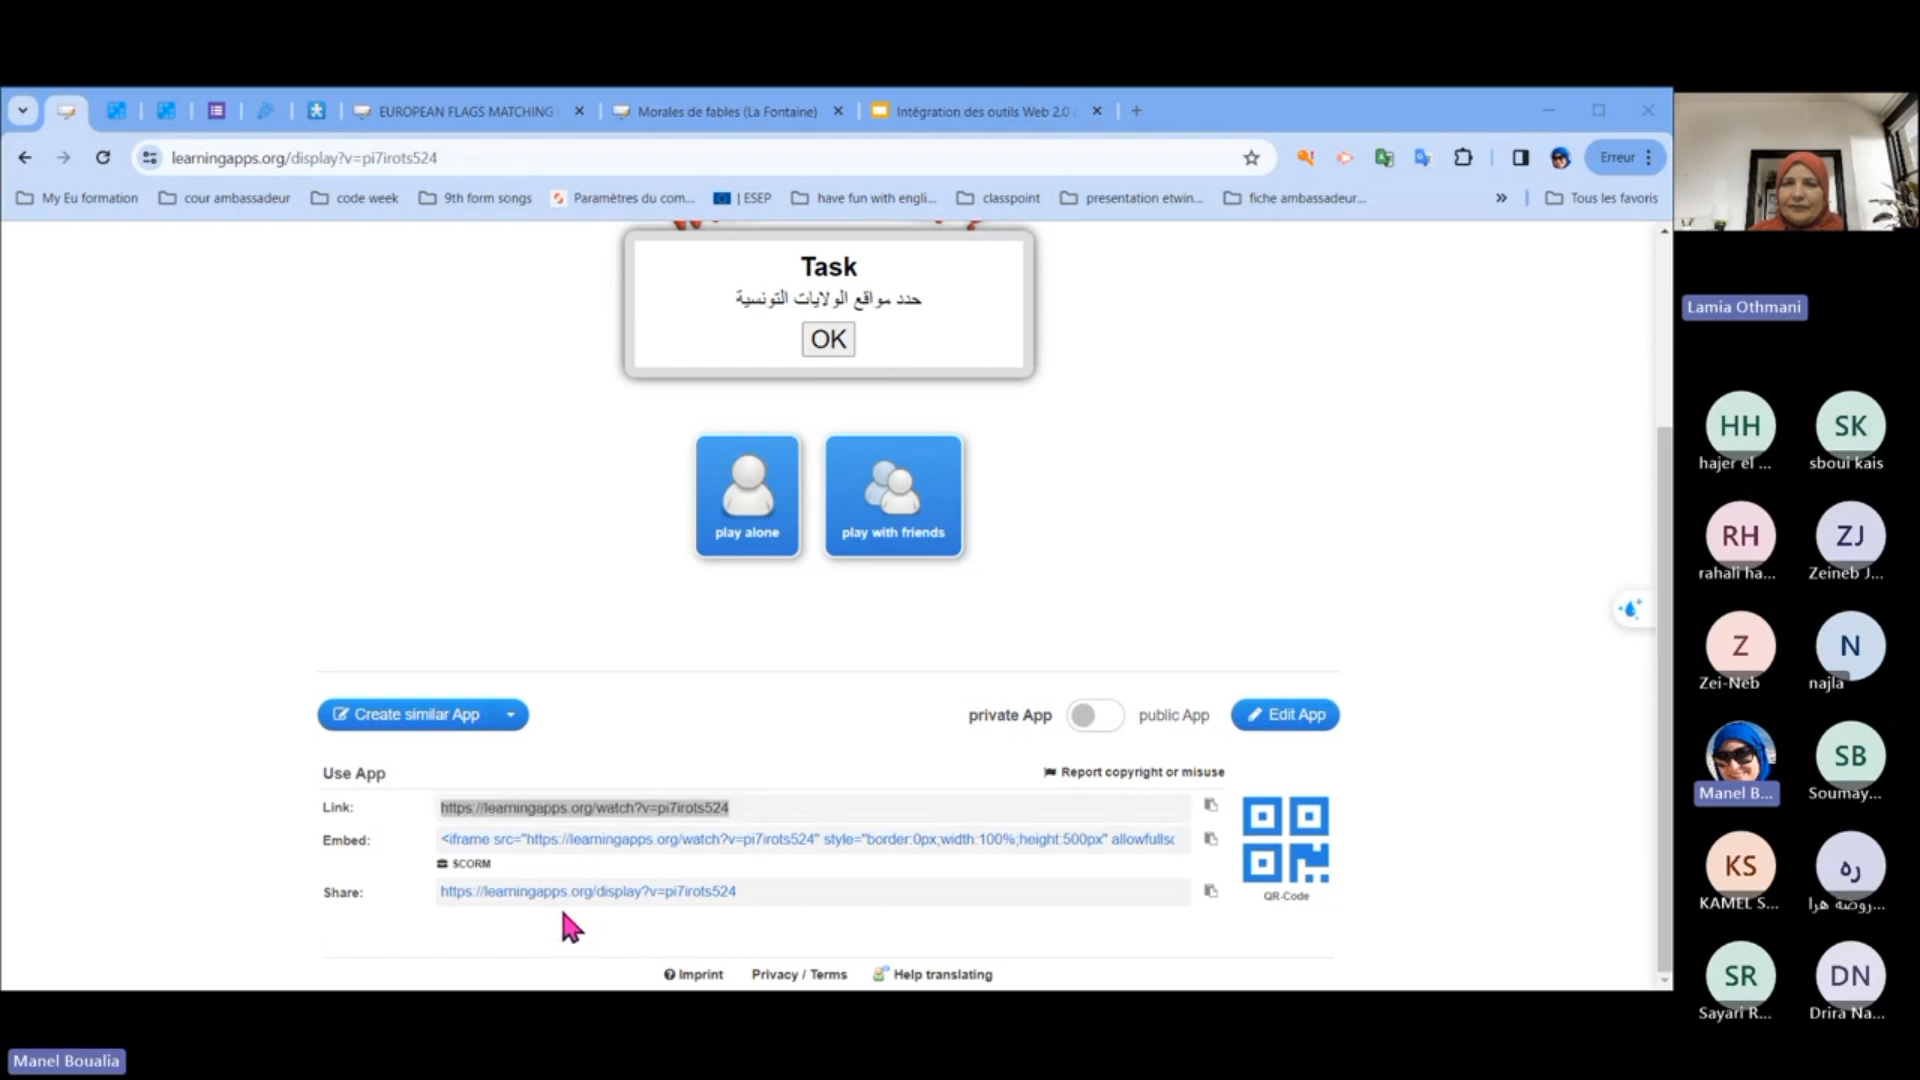 EUROPEAN FLAGS MATCHING
Morales de fables (La Fontaine)
Intégration des outils Web 2.0
learningapps.org/display?v=pi7irots524
Erreur
My Eu formation
cour ambassadeur
code week
9th form songs
Paramètres du com...
| ESEP
have fun with engli...
classpoint
presentation etwin...
fiche ambassadeur...
»
Tous les favoris
Task
حدد مواقع الولايات التونسية
OK
play alone
play with friends
Create similar App
private App
public App
Edit App
Use App
Report copyright or misuse
Link:
https://learningapps.org/watch?v=pi7irots524
Embed:
<iframe src="https://learningapps.org/watch?v=pi7irots524" style="border:0px;width:100%;height:500px" allowfullsc
SCORM
Share:
https://learningapps.org/display?v=pi7irots524
QR-Code
Imprint
Privacy / Terms
Help translating
Lamia Othmani
HH
hajer el ...
SK
sboui kais
RH
rahali ha...
ZJ
Zeineb J...
Z
Zei-Neb
N
najla
Manel B...
SB
Soumay...
KS
KAMEL S...
ره
روضه هرا...
SR
Sayari R...
DN
Drira Na...
Manel Boualia